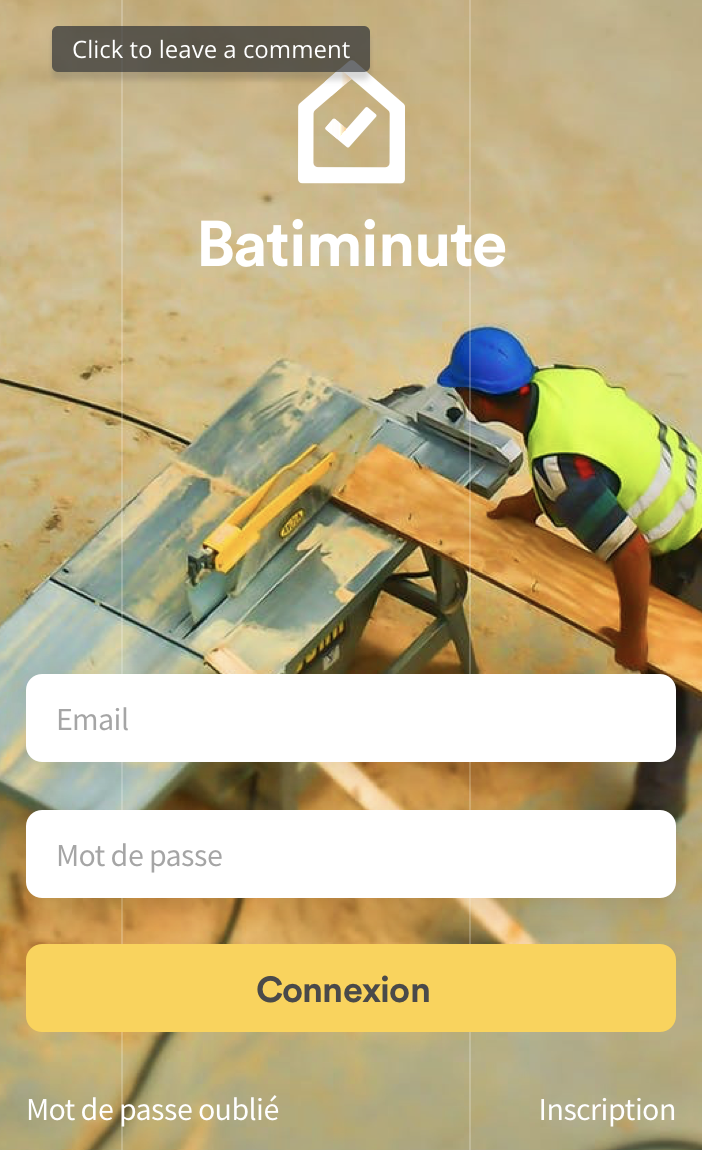 Click to leave a comment
Batiminute
Email
Mot de passe
Connexion
Mot de passe oublié
Inscription